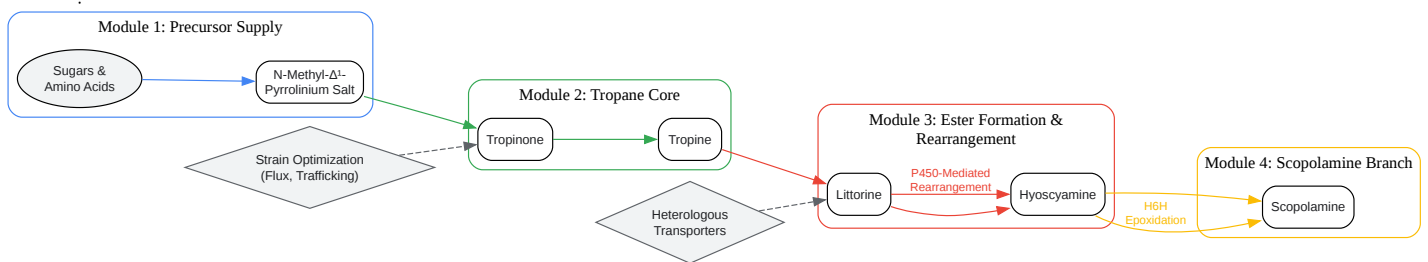 .
Module 1: Precursor Supply
Sugars &
Amino Acids
N-Methyl-Δ¹-
Pyrrolinium Salt
Module 2: Tropane Core
Tropinone
Tropine
Strain Optimization
(Flux, Trafficking)
Module 3: Ester Formation &
Rearrangement
Littorine
P450-Mediated
Rearrangement
Hyoscyamine
Heterologous
Transporters
Module 4: Scopolamine Branch
H6H
Epoxidation
Scopolamine